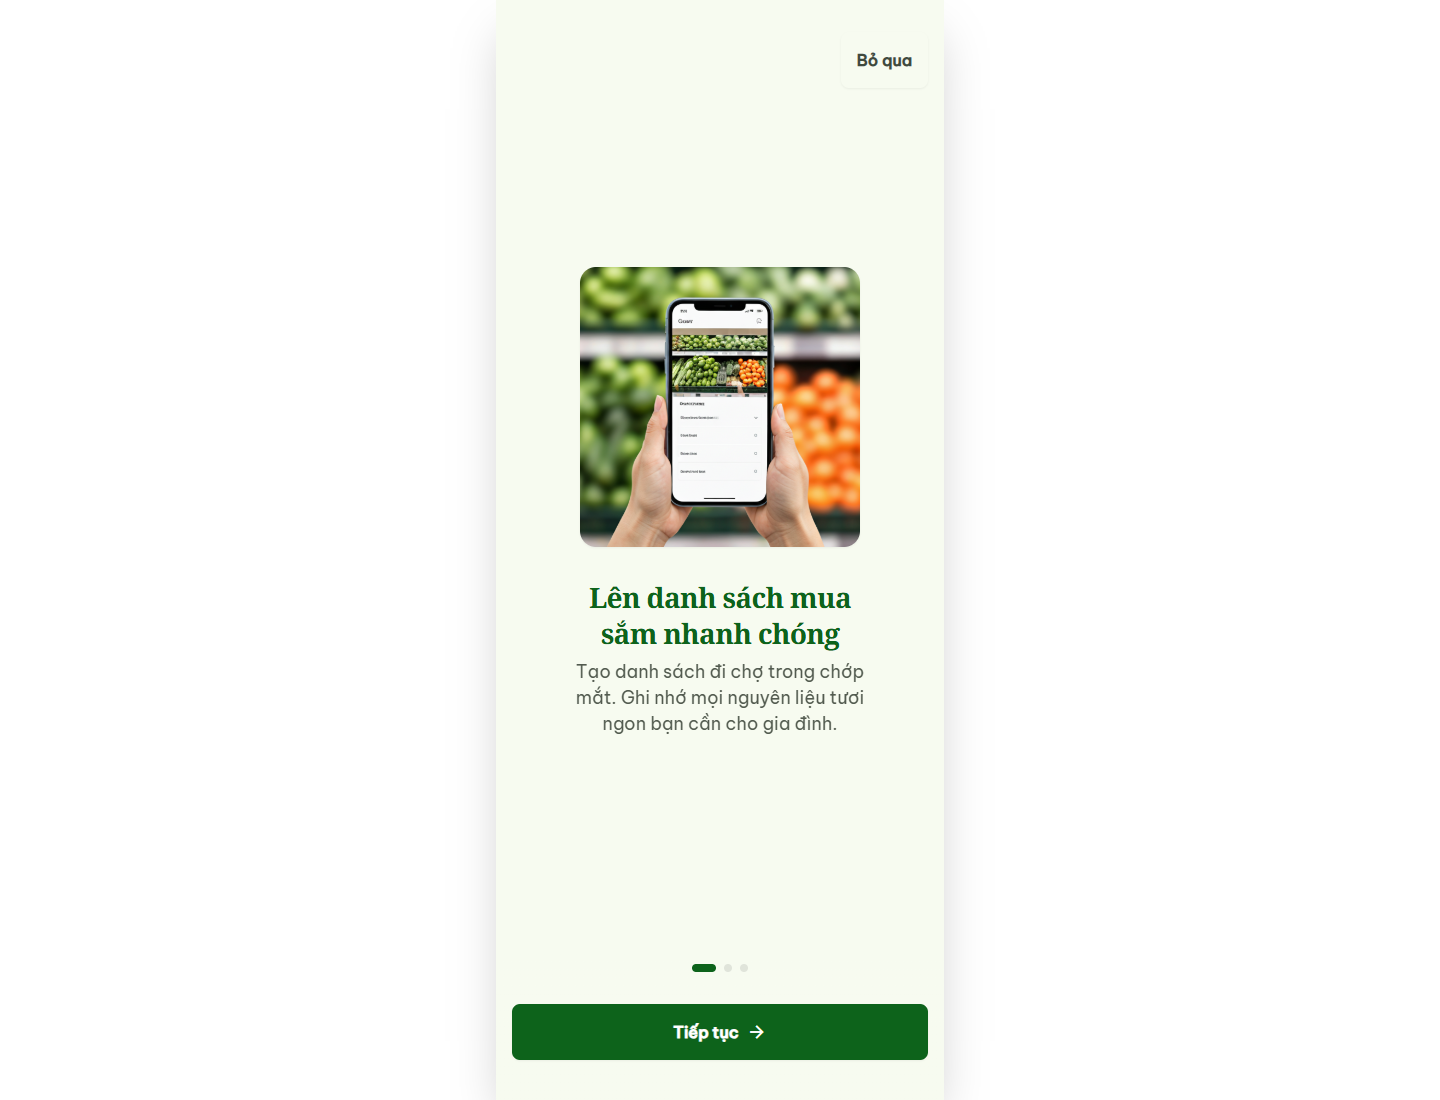 Bỏ qua
Lên danh sách mua
sắm nhanh chóng
Tạo danh sách đi chợ trong chớp
mắt. Ghi nhớ mọi nguyên liệu tươi
ngon bạn cần cho gia đình.
Tiếp tục